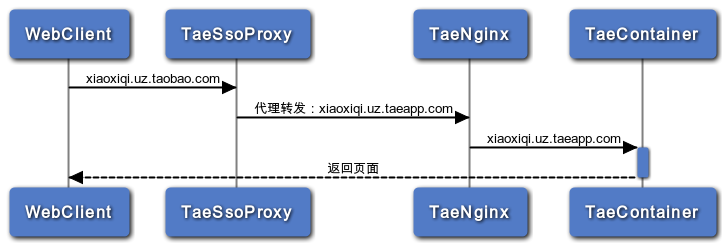 WebClient
TaeSsoProxy
TaeNginx
TaeContainer
xiaoxiqi.uz.taobao.com
代理转发：xiaoxiqi.uz.taeapp.com
xiaoxiqi.uz.taeapp.com
返回页面
WebClient
TaeSsoProxy
TaeNginx
TaeContainer